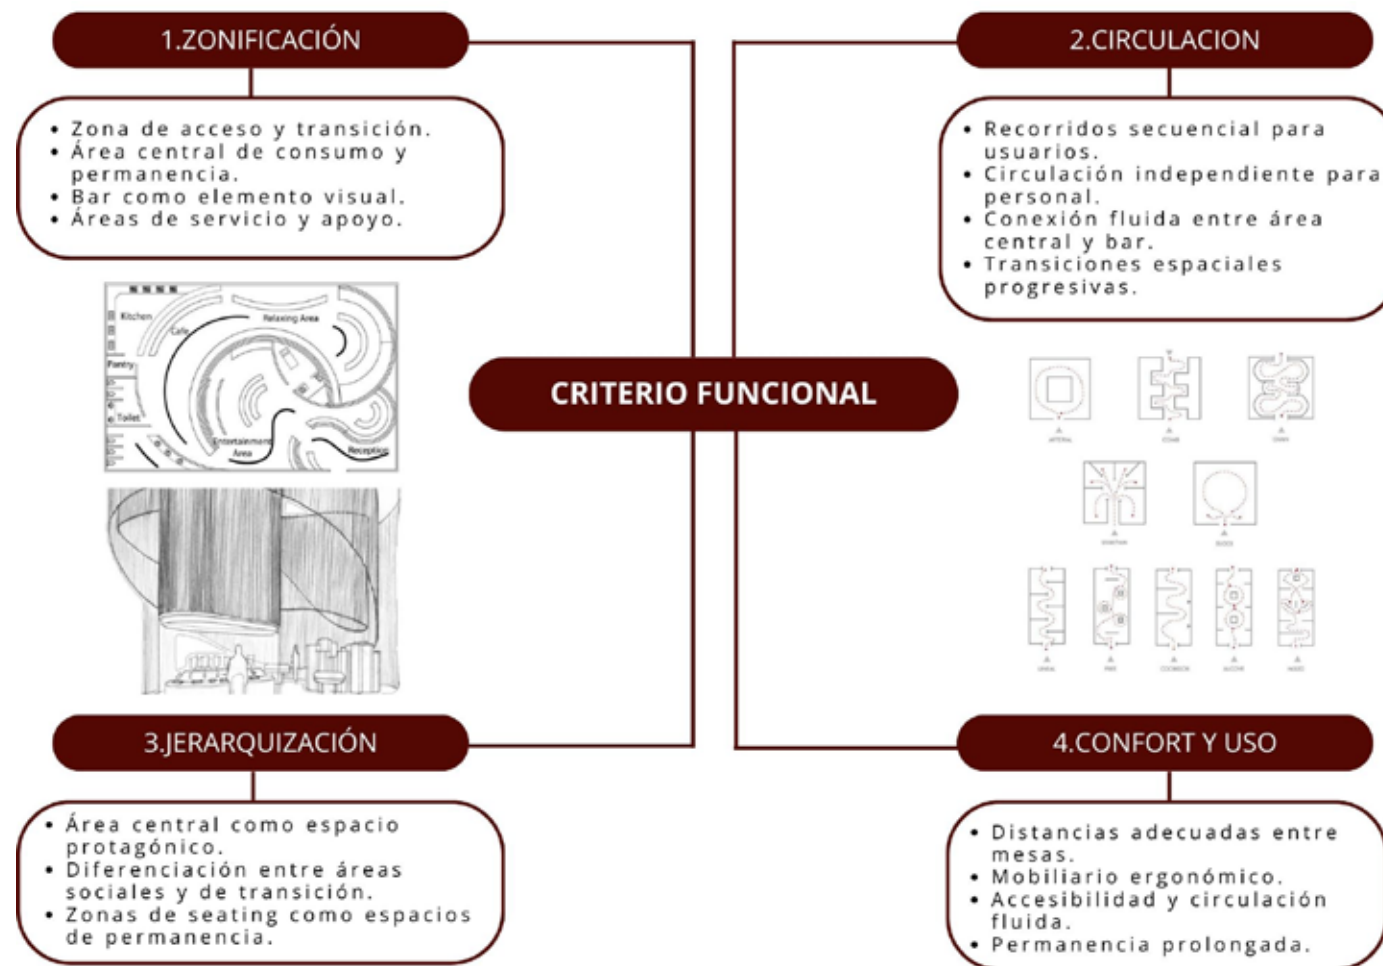 1.ZONIFICACIÓN
• Zona de acceso y transición.
• Área central de consumo y
permanencia.
• Bar como elemento visual.
• Áreas de servicio y apoyo.
2.CIRCULACION
• Recorridos secuencial para
usuarios.
• Circulación independiente para
personal.
• Conexión fluida entre área
central y bar.
• Transiciones espaciales
progresivas.
Kitchen
Cafe
Relaxing Area
Pantry
Toilet
Entertainment
Area
Reception
CRITERIO FUNCIONAL
ARTERIAL
COMB
CHAIN
LINEAL
3.JERARQUIZACIÓN
• Área central como espacio
protagónico.
• Diferenciación entre áreas
sociales y de transición.
• Zonas de seating como espacios
de permanencia.
4.CONFORT Y USO
• Distancias adecuadas entre
mesas.
• Mobiliario ergonómico.
• Accesibilidad y circulación
fluida.
• Permanencia prolongada.